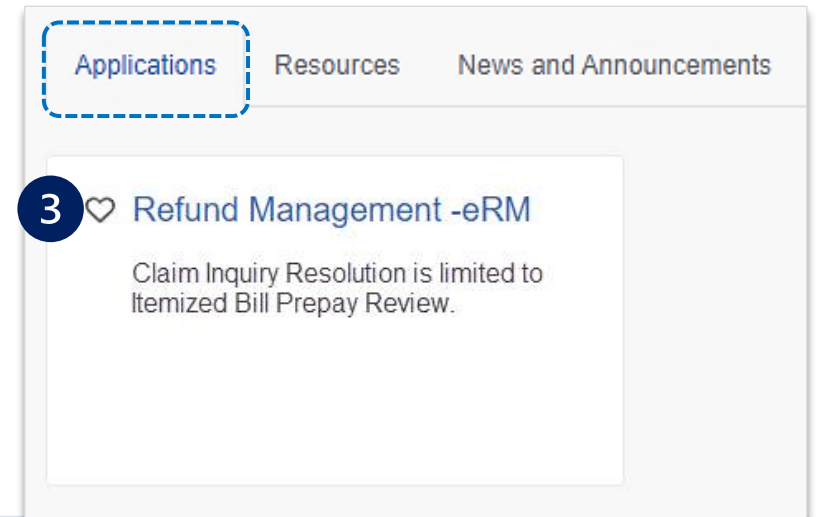 Applications Resources News and Announcements
3 Refund Management -eRM
Claim Inquiry Resolution is limited to
Itemized Bill Prepay Review.